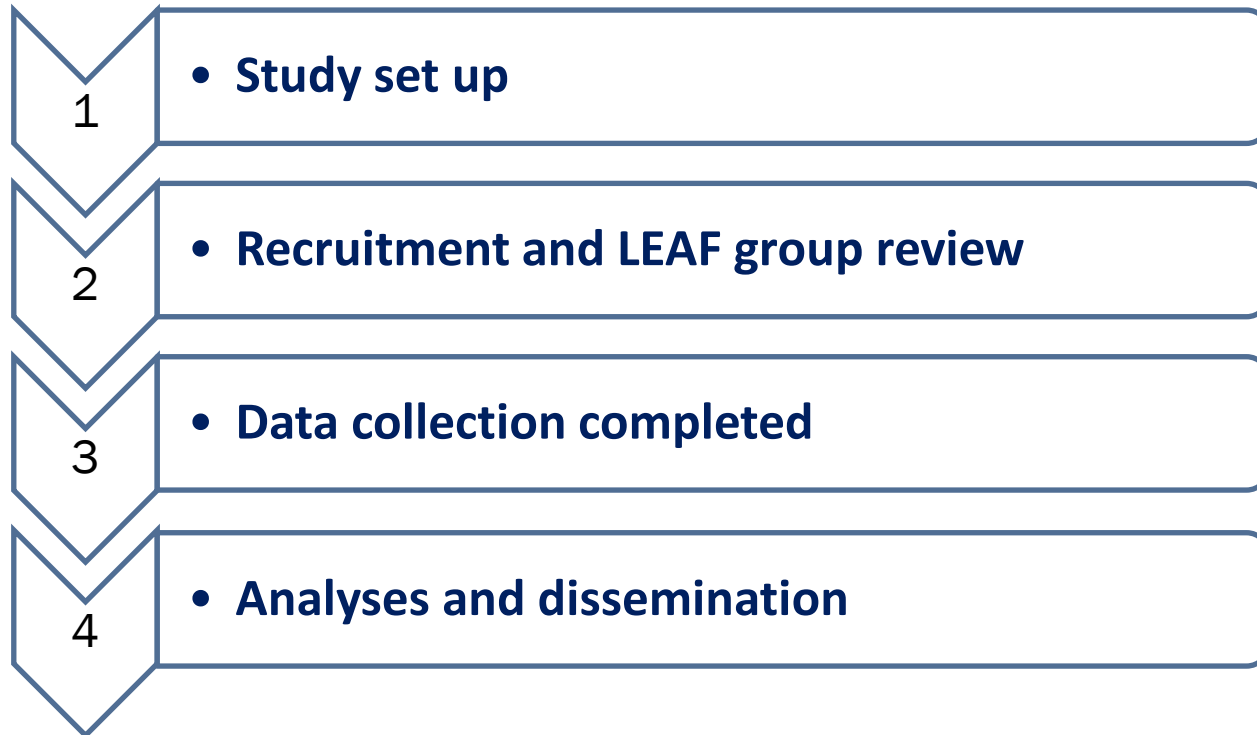 1
• Study set up
2
• Recruitment and LEAF group review
3
• Data collection completed
4
• Analyses and dissemination